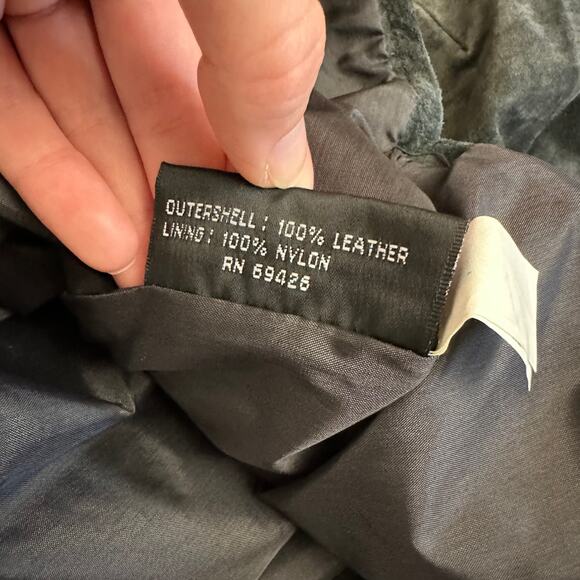 OUTERSHELL: 100% LEATHER
LINING: 100% NYLON
RN 69426